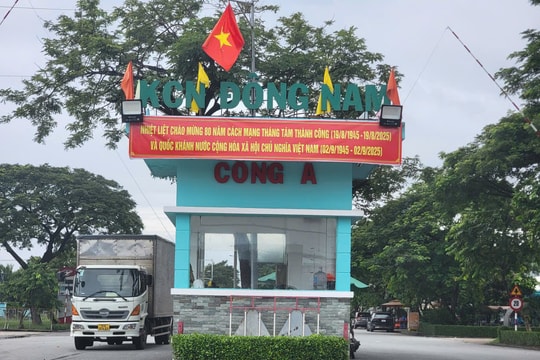 KCN ĐÔNG NAM
NHIỆT LIỆT CHÀO MỪNG 80 NĂM CÁCH MẠNG THÁNG TÁM THÀNH CÔNG (19/8/1945 -19/8/2025)
VÀ QUỐC KHÁNH NƯỚC CỘNG HÒA XÃ HỘI CHỦ NGHĨA VIỆT NAM (02/9/1945 - 02/9/2025)
CỔNG A
HINO